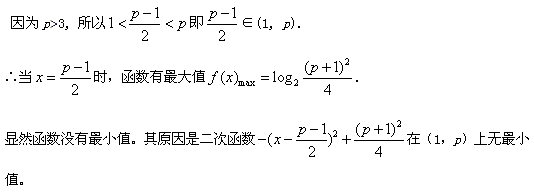 因为 p>3, 所以 1 < \frac{p-1}{2} < p 即 \frac{p-1}{2} ∈(1, p).
∴当 x = \frac{p-1}{2} 时, 函数有最大值 f(x)_{max} = \log_2 \frac{(p+1)^2}{4}.
显然函数没有最小值。其原因是二次函数 -(x - \frac{p-1}{2})^2 + \frac{(p+1)^2}{4} 在 (1, p) 上无最小
值。